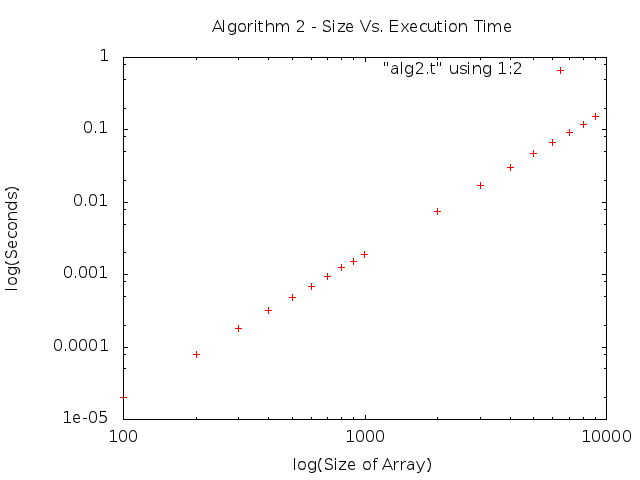 Algorithm 2 - Size Vs. Execution Time
"alg2.t" using 1:2
1
0.1
0.01
0.001
0.0001
1e-05
log(Seconds)
100 1000 10000
log(Size of Array)